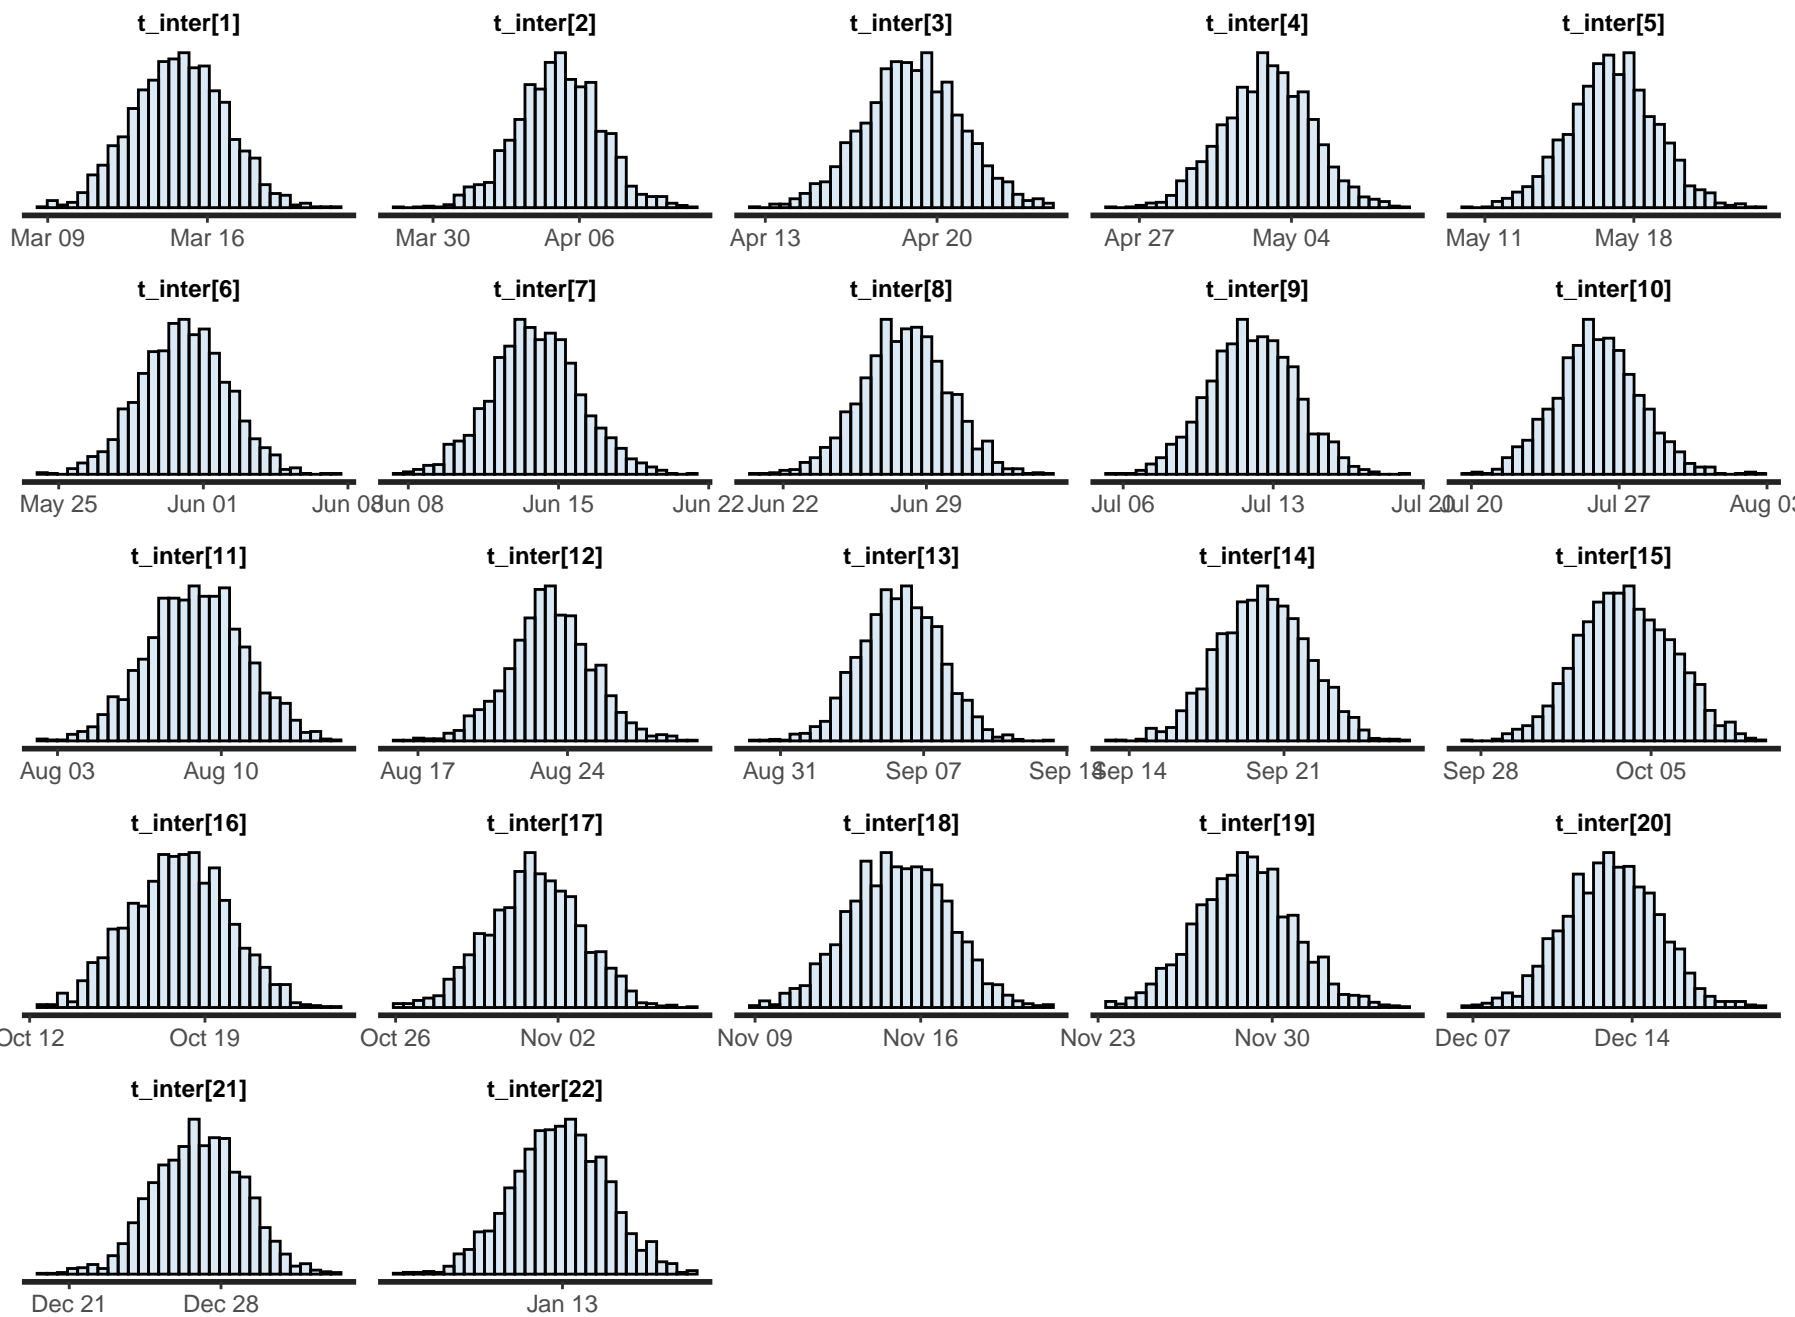 t_inter[1] t_inter[2] t_inter[3] t_inter[4] t_inter[5]
Mar 09 Mar 16 Mar 30 Apr 06 Apr 13 Apr 20 Apr 27 May 04 May 11 May 18
t_inter[6] t_inter[7] t_inter[8] t_inter[9] t_inter[10]
May 25 Jun 01 Jun 08 Jun 08 Jun 15 Jun 22 Jun 22 Jun 29 Jul 06 Jul 13 Jul 20 Jul 20 Jul 27 Aug 03
t_inter[11] t_inter[12] t_inter[13] t_inter[14] t_inter[15]
Aug 03 Aug 10 Aug 17 Aug 24 Aug 31 Sep 07 Sep 14 Sep 14 Sep 21 Sep 28 Oct 05
t_inter[16] t_inter[17] t_inter[18] t_inter[19] t_inter[20]
Oct 12 Oct 19 Oct 26 Nov 02 Nov 09 Nov 16 Nov 23 Nov 30 Dec 07 Dec 14
t_inter[21] t_inter[22]
Dec 21 Dec 28 Jan 13